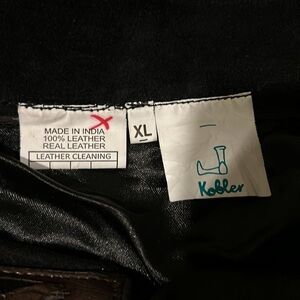 MADE IN INDIA
100% LEATHER
REAL LEATHER
LEATHER CLEANING
XL
Kobler